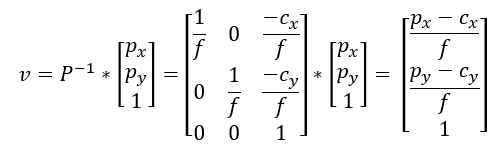 v = P⁻¹ * [p_x; p_y; 1] = [1/f 0 -c_x/f; 0 1/f -c_y/f; 0 0 1] * [p_x; p_y; 1] = [(p_x - c_x)/f; (p_y - c_y)/f; 1]